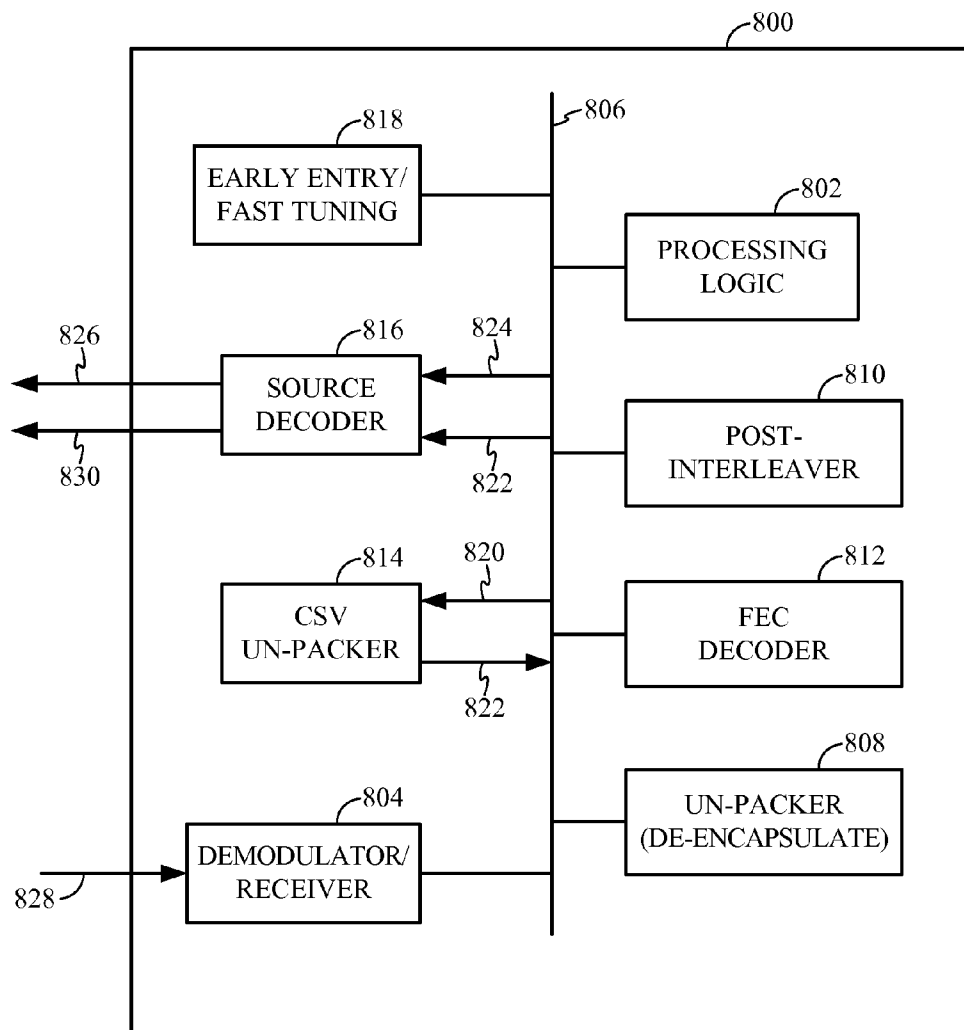 800
818
806
EARLY ENTRY/
FAST TUNING
802
PROCESSING
LOGIC
826
816
824
SOURCE
DECODER
830
822
810
POST-
INTERLEAVER
814
820
CSV
UN-PACKER
822
812
FEC
DECODER
804
808
UN-PACKER
(DE-ENCAPSULATE)
DEMODULATOR/
RECEIVER
828